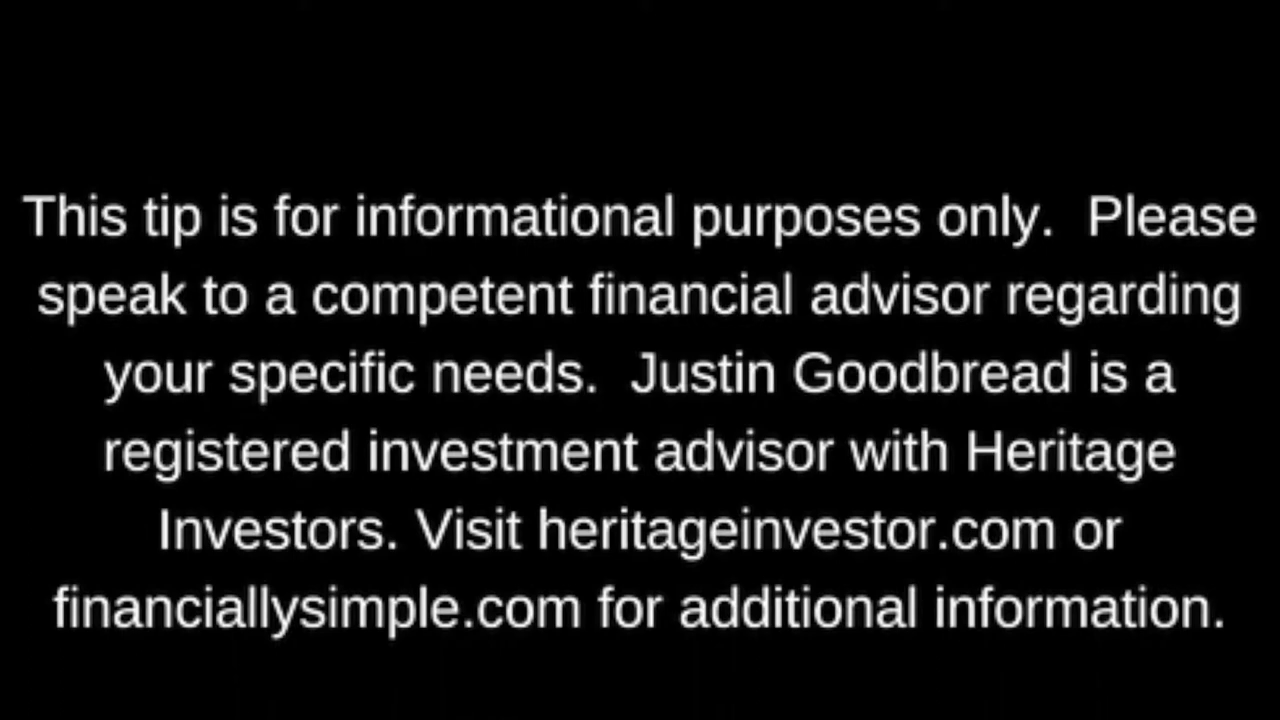 This tip is for informational purposes only.  Please
speak to a competent financial advisor regarding
your specific needs.  Justin Goodbread is a
registered investment advisor with Heritage
Investors. Visit heritageinvestor.com or
financiallysimple.com for additional information.